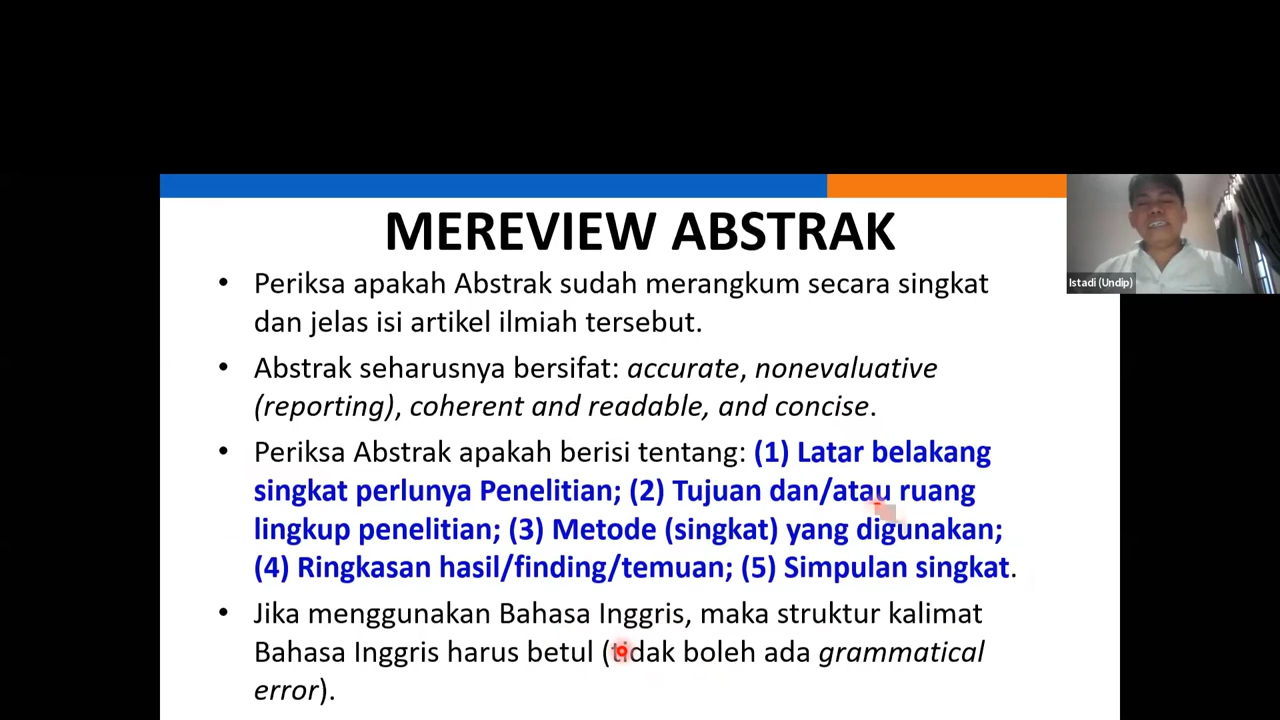 MEREVIEW ABSTRAK
• Periksa apakah Abstrak sudah merangkum secara singkat
dan jelas isi artikel ilmiah tersebut.
• Abstrak seharusnya bersifat: accurate, nonevaluative
(reporting), coherent and readable, and concise.
• Periksa Abstrak apakah berisi tentang: (1) Latar belakang
singkat perlunya Penelitian; (2) Tujuan dan/atau ruang
lingkup penelitian; (3) Metode (singkat) yang digunakan;
(4) Ringkasan hasil/finding/temuan; (5) Simpulan singkat.
• Jika menggunakan Bahasa Inggris, maka struktur kalimat
Bahasa Inggris harus betul (tidak boleh ada grammatical
error).
Istadi (Undip)